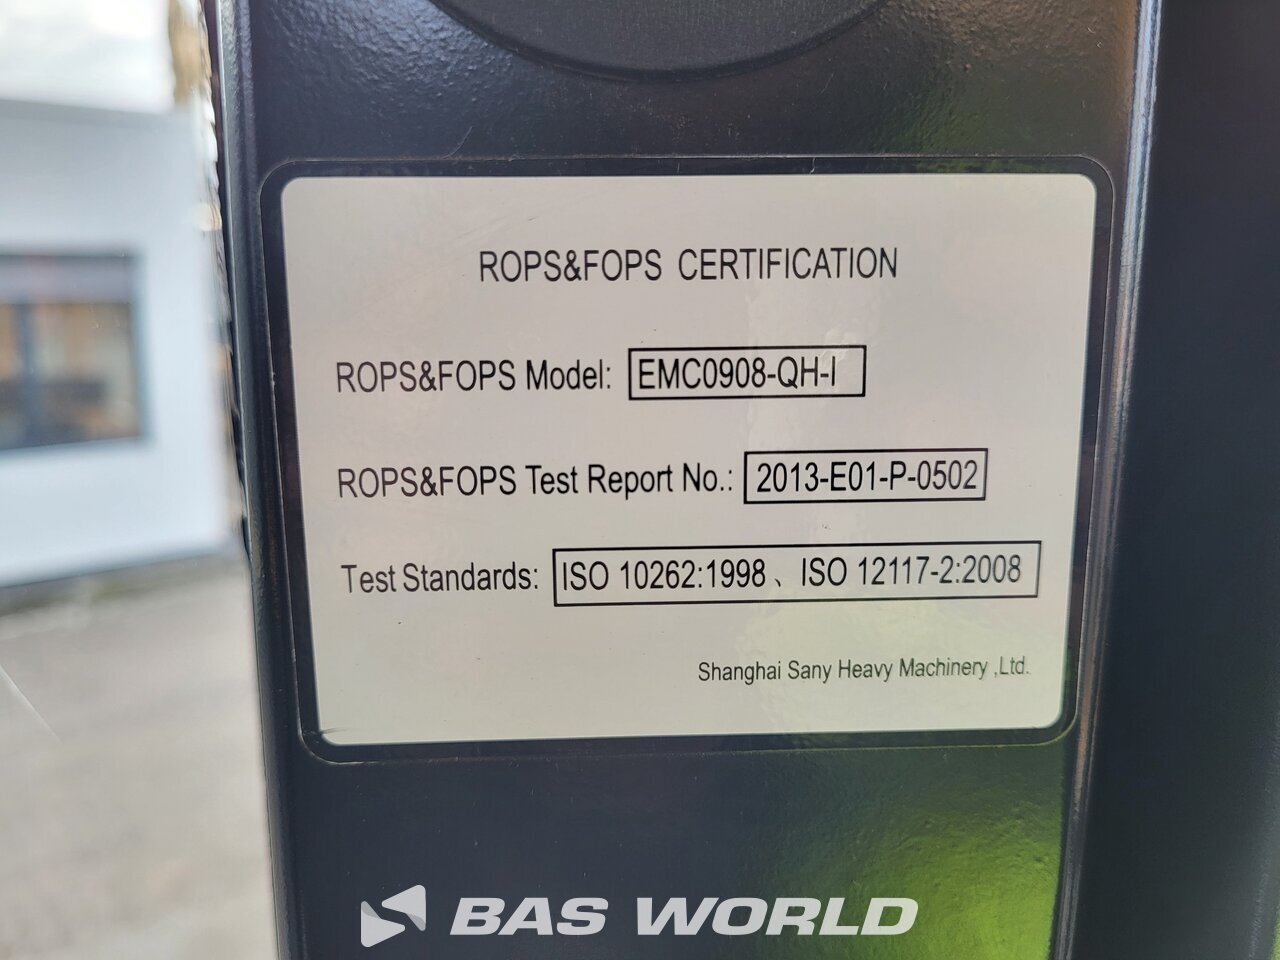 ROPS&FOPS CERTIFICATION
ROPS&FOPS Model: EMC0908-QH-I
ROPS&FOPS Test Report No.: 2013-E01-P-0502
Test Standards: ISO 10262:1998、ISO 12117-2:2008
Shanghai Sany Heavy Machinery ,Ltd.
BAS WORLD